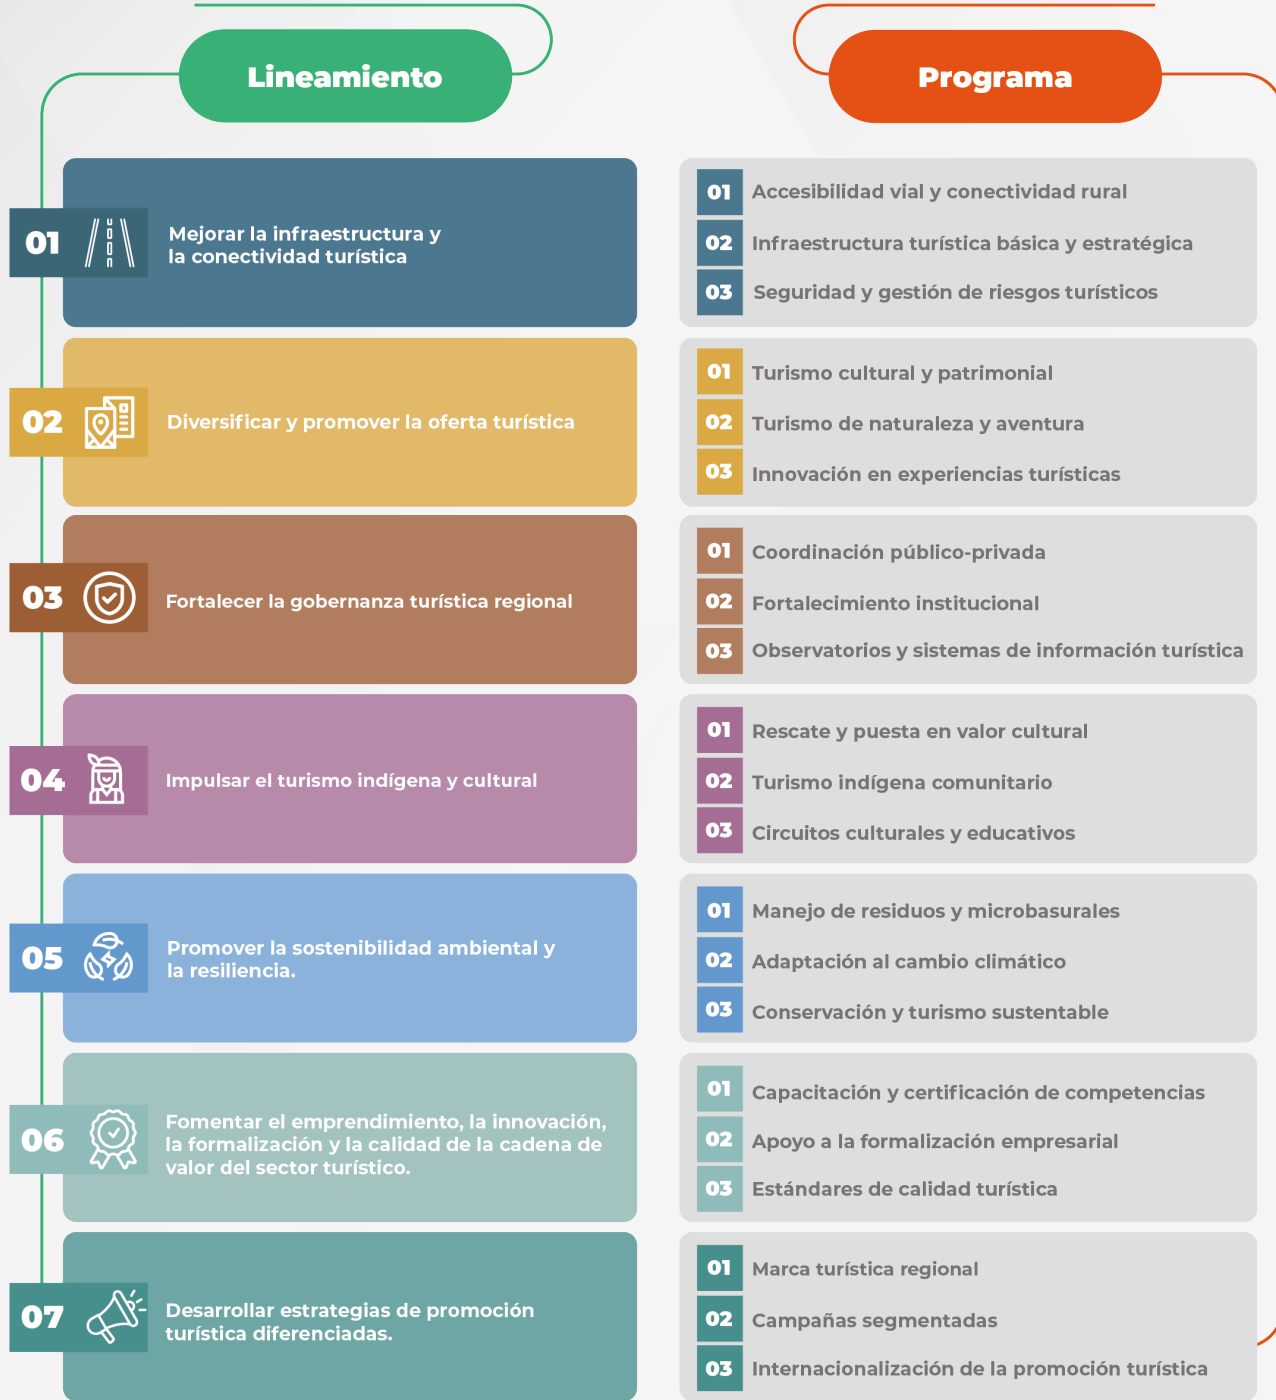 Lineamiento
Programa
01
Mejorar la infraestructura y
la conectividad turística
01 Accesibilidad vial y conectividad rural
02 Infraestructura turística básica y estratégica
03 Seguridad y gestión de riesgos turísticos
02
Diversificar y promover la oferta turística
01 Turismo cultural y patrimonial
02 Turismo de naturaleza y aventura
03 Innovación en experiencias turísticas
03
Fortalecer la gobernanza turística regional
01 Coordinación público-privada
02 Fortalecimiento institucional
03 Observatorios y sistemas de información turística
04
Impulsar el turismo indígena y cultural
01 Rescate y puesta en valor cultural
02 Turismo indígena comunitario
03 Circuitos culturales y educativos
05
Promover la sostenibilidad ambiental y
la resiliencia.
01 Manejo de residuos y microbasurales
02 Adaptación al cambio climático
03 Conservación y turismo sustentable
06
Fomentar el emprendimiento, la innovación,
la formalización y la calidad de la cadena de
valor del sector turístico.
01 Capacitación y certificación de competencias
02 Apoyo a la formalización empresarial
03 Estándares de calidad turística
07
Desarrollar estrategias de promoción
turística diferenciadas.
01 Marca turística regional
02 Campañas segmentadas
03 Internacionalización de la promoción turística